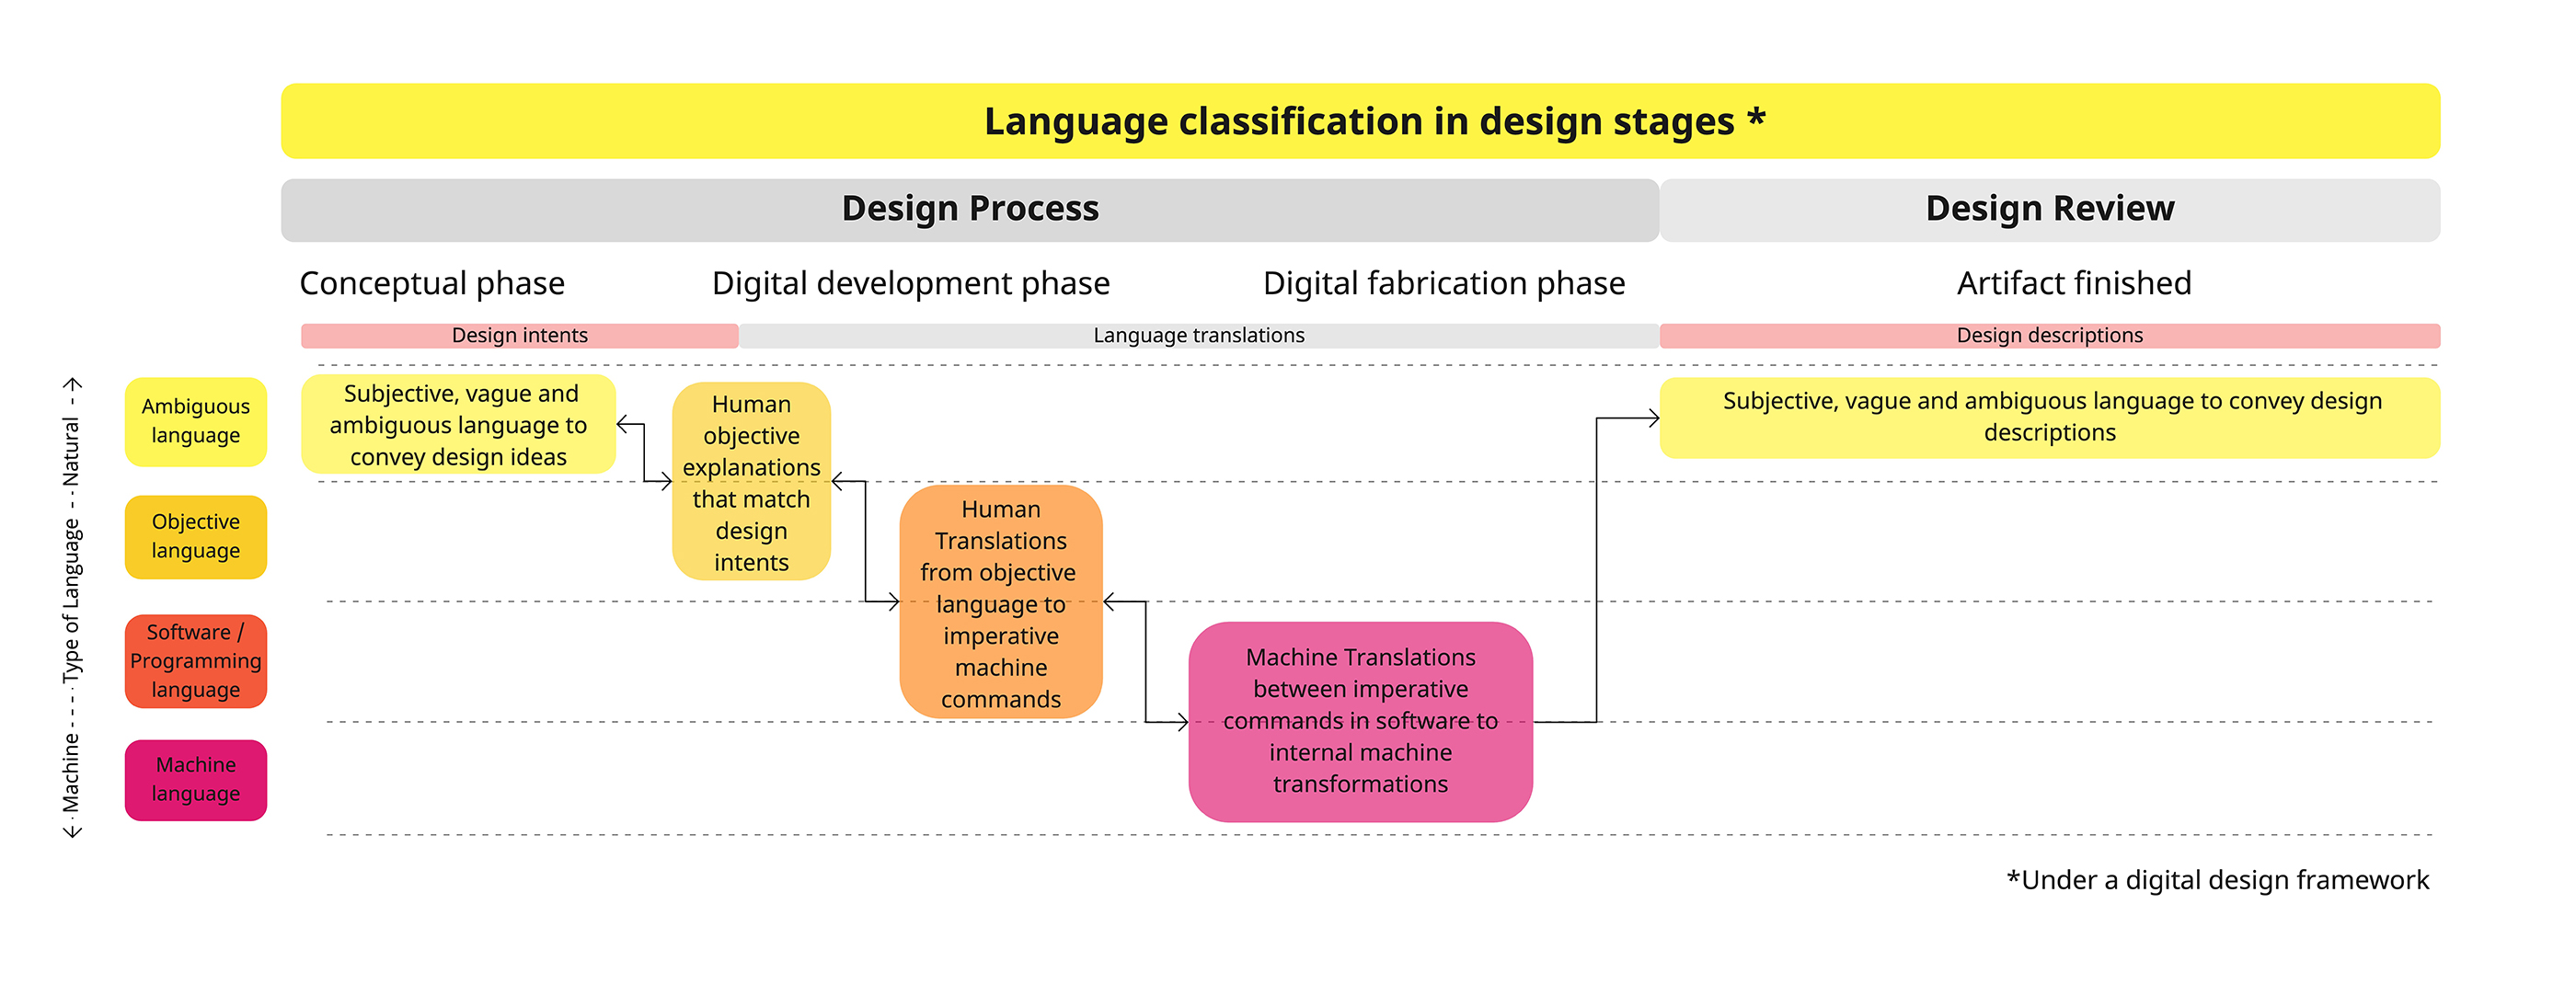 Language classification in design stages *
Design Process
Design Review
Conceptual phase
Digital development phase
Digital fabrication phase
Artifact finished
Design intents
Language translations
Design descriptions
← Machine - - - Type of Language - - Natural - →
Ambiguous
language
Objective
language
Software /
Programming
language
Machine
language
Subjective, vague and
ambiguous language to
convey design ideas
Human
objective
explanations
that match
design
intents
Human
Translations
from objective
language to
imperative
machine
commands
Machine Translations
between imperative
commands in software to
internal machine
transformations
Subjective, vague and ambiguous language to convey design
descriptions
*Under a digital design framework